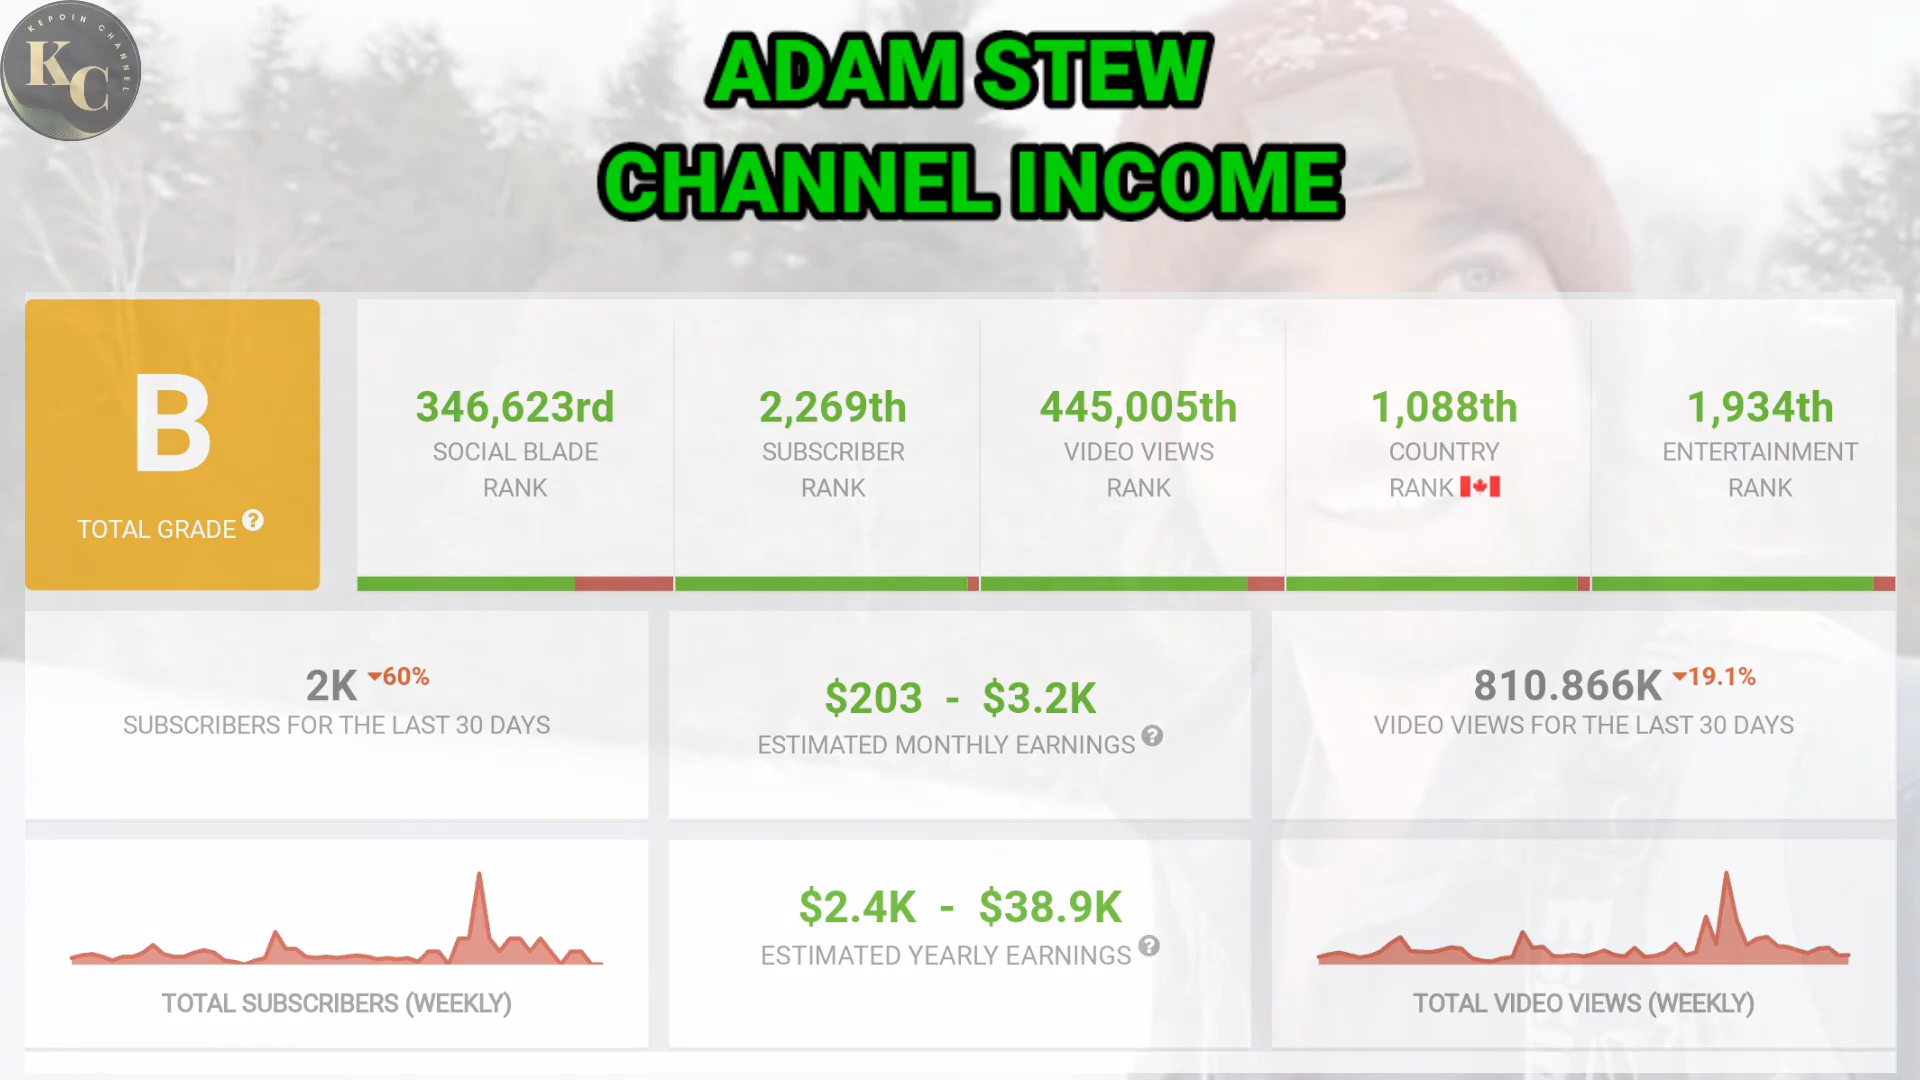 KEPOIN CHANNEL
KC
ADAM STEW
CHANNEL INCOME
B
TOTAL GRADE ?
346,623rd
SOCIAL BLADE
RANK
2,269th
SUBSCRIBER
RANK
445,005th
VIDEO VIEWS
RANK
1,088th
COUNTRY
RANK
1,934th
ENTERTAINMENT
RANK
2K 60%
SUBSCRIBERS FOR THE LAST 30 DAYS
$203 - $3.2K
ESTIMATED MONTHLY EARNINGS ?
810.866K 19.1%
VIDEO VIEWS FOR THE LAST 30 DAYS
TOTAL SUBSCRIBERS (WEEKLY)
$2.4K - $38.9K
ESTIMATED YEARLY EARNINGS ?
TOTAL VIDEO VIEWS (WEEKLY)